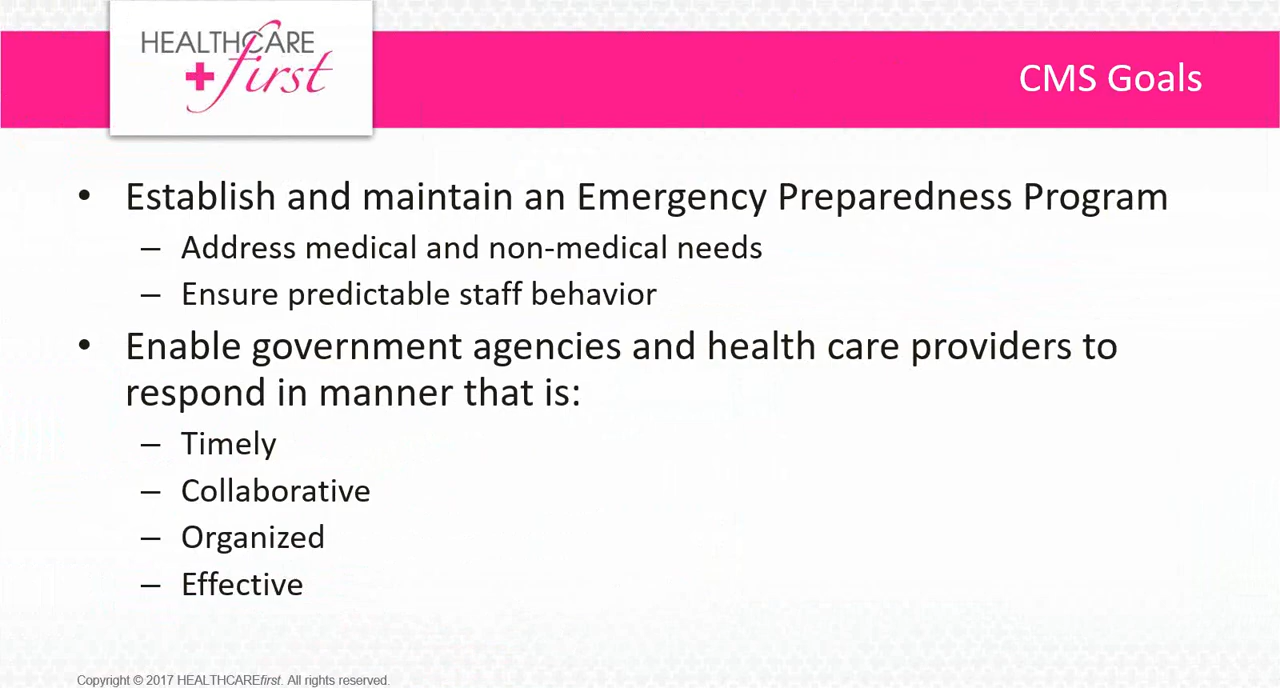 HEALTHCARE
first
CMS Goals
• Establish and maintain an Emergency Preparedness Program
– Address medical and non-medical needs
– Ensure predictable staff behavior
• Enable government agencies and health care providers to
respond in manner that is:
– Timely
– Collaborative
– Organized
– Effective
Copyright © 2017 HEALTHCAREfirst. All rights reserved.